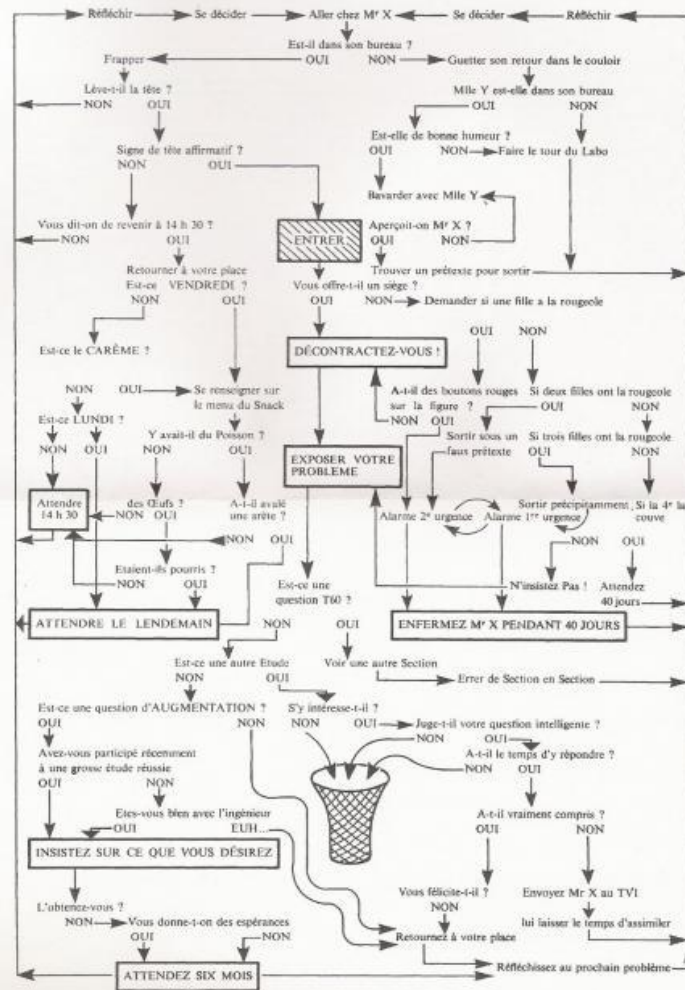 Réfléchir Se décider Aller chez Mr X Se décider Réfléchir
Est-il dans son bureau ?
Frapper OUI NON Guetter son retour dans le couloir
Lève-t-il la tête ? Mlle Y est-elle dans son bureau
NON OUI OUI NON
Est-elle de bonne humeur ?
Signe de tête affirmatif ? OUI NON Faire le tour du Labo
NON OUI
Bavarder avec Mlle Y
Vous dit-on de revenir à 14 h 30 ? ENTRER Aperçoit-on Mr X ?
NON OUI OUI NON
Retourner à votre place Trouver un prétexte pour sortir
Est-ce VENDREDI ? Vous offre-t-il un siège ?
NON OUI OUI NON Demander si une fille a la rougeole
OUI NON
Est-ce le CARÊME ? DÉCONTRACTEZ-VOUS !
NON OUI Se renseigner sur A-t-il des boutons rouges Si deux filles ont la rougeole
le menu du Snack sur la figure ? OUI NON
Est-ce LUNDI ? NON OUI
NON OUI Y avait-il du Poisson ? Sortir sous un Si trois filles ont la rougeole
NON OUI EXPOSER VOTRE faux prétexte OUI NON
PROBLEME
Attendre des Œufs ? A-t-il avalé Sortir précipitamment Si la 4e la
14 h 30 NON OUI une arête ? Alarme 2e urgence Alarme 1re urgence couve
NON OUI NON OUI
Etaient-ils pourris ? Est-ce une N'insistez Pas ! Attendez
NON OUI question T60 ? 40 jours
ATTENDRE LE LENDEMAIN NON OUI ENFERMEZ Mr X PENDANT 40 JOURS
Est-ce une autre Etude Voir une autre Section
NON OUI Errer de Section en Section
Est-ce une question d'AUGMENTATION ? S'y intéresse-t-il ?
OUI NON NON OUI Juge-t-il votre question intelligente ?
NON OUI
Avez-vous participé récemment A-t-il le temps d'y répondre ?
à une grosse étude réussie NON OUI
OUI NON
Etes-vous bien avec l'ingénieur A-t-il vraiment compris ?
OUI EUH... OUI NON
INSISTEZ SUR CE QUE VOUS DÉSIREZ
Vous félicite-t-il ? Envoyez Mr X au TVI
L'obtenez-vous ? NON
NON Vous donne-t-on des espérances Retournez à votre place lui laisser le temps d'assimiler
OUI NON
ATTENDEZ SIX MOIS Réfléchissez au prochain problème